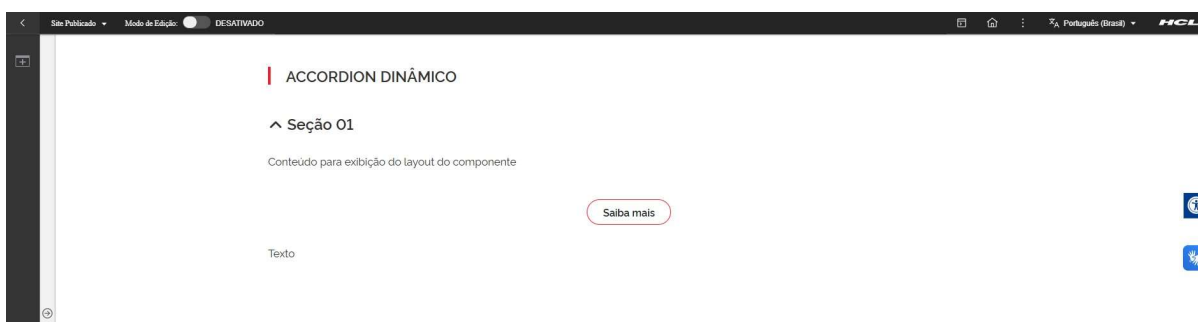 Site Publicado Modo de Edição: DESATIVADO Português (Brasil) HCL
ACCORDION DINÂMICO
Seção 01
Conteúdo para exibição do layout do componente
Saiba mais
Texto